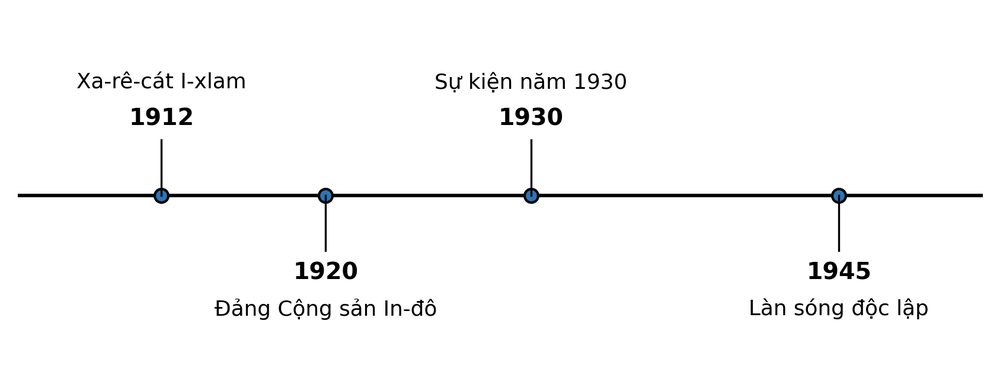 Xa-rê-cát I-xlam
1912
Sự kiện năm 1930
1930
1920
Đảng Cộng sản In-đô
1945
Làn sóng độc lập